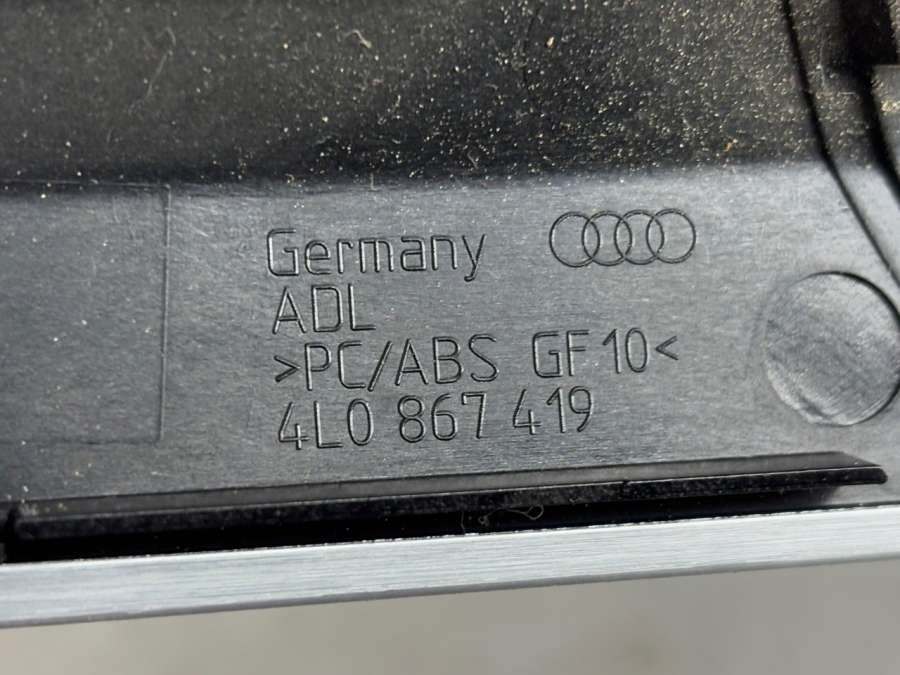 Germany
ADL
>PC/ABS GF10<
4L0 867 419